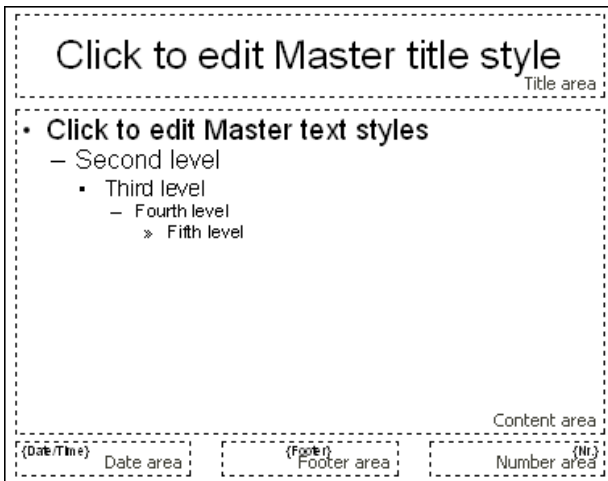 Click to edit Master title style
Title area
• Click to edit Master text styles
– Second level
▪ Third level
– Fourth level
» Fifth level
Content area
{Date/Time}
Date area
{Footer}
Footer area
{Nr.}
Number area